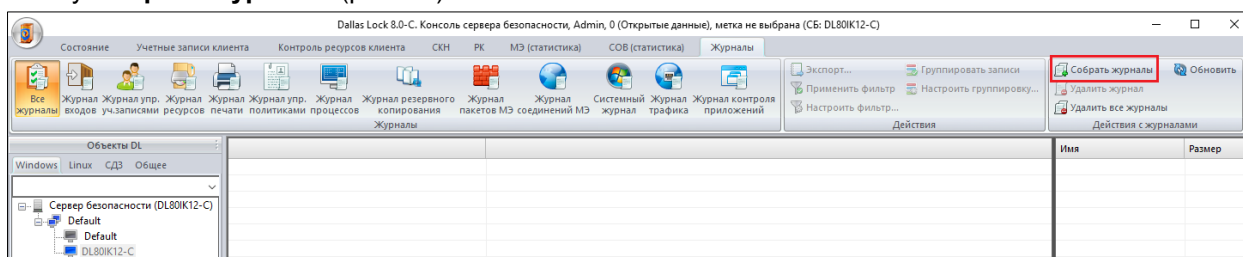 Dallas Lock 8.0-C. Консоль сервера безопасности, Admin, 0 (Открытые данные), метка не выбрана (СБ: DL80IK12-C)
Состояние Учетные записи клиента Контроль ресурсов клиента СКН РК МЭ (статистика) СОВ (статистика) Журналы
Все журналы
Журнал входов
Журнал упр. уч.записями
Журнал ресурсов
Журнал печати
Журнал упр. политиками
Журнал процессов
Журнал резервного копирования
Журнал пакетов МЭ
Журнал соединений МЭ
Системный журнал
Журнал трафика
Журнал контроля приложений
Журналы
Экспорт... Группировать записи
Применить фильтр Настроить группировку...
Настроить фильтр...
Действия
Собрать журналы Обновить
Удалить журнал
Удалить все журналы
Действия с журналами
Объекты DL
Windows Linux СДЗ Общее
Сервер безопасности (DL80IK12-C)
Default
Default
DL80IK12-C
Имя Размер